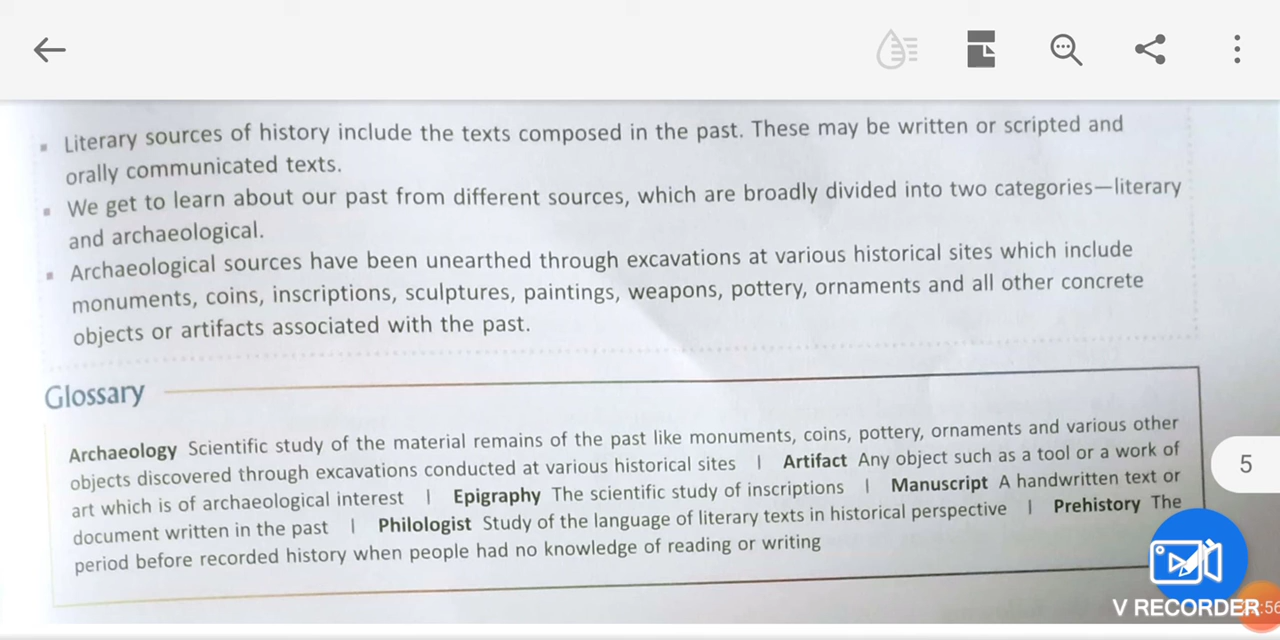 ▪ Literary sources of history include the texts composed in the past. These may be written or scripted and
orally communicated texts.
▪ We get to learn about our past from different sources, which are broadly divided into two categories—literary
and archaeological.
▪ Archaeological sources have been unearthed through excavations at various historical sites which include
monuments, coins, inscriptions, sculptures, paintings, weapons, pottery, ornaments and all other concrete
objects or artifacts associated with the past.
Glossary
Archaeology Scientific study of the material remains of the past like monuments, coins, pottery, ornaments and various other
objects discovered through excavations conducted at various historical sites | Artifact Any object such as a tool or a work of
art which is of archaeological interest | Epigraphy The scientific study of inscriptions | Manuscript A handwritten text or
document written in the past | Philologist Study of the language of literary texts in historical perspective | Prehistory The
period before recorded history when people had no knowledge of reading or writing
5
V RECORDER
:56